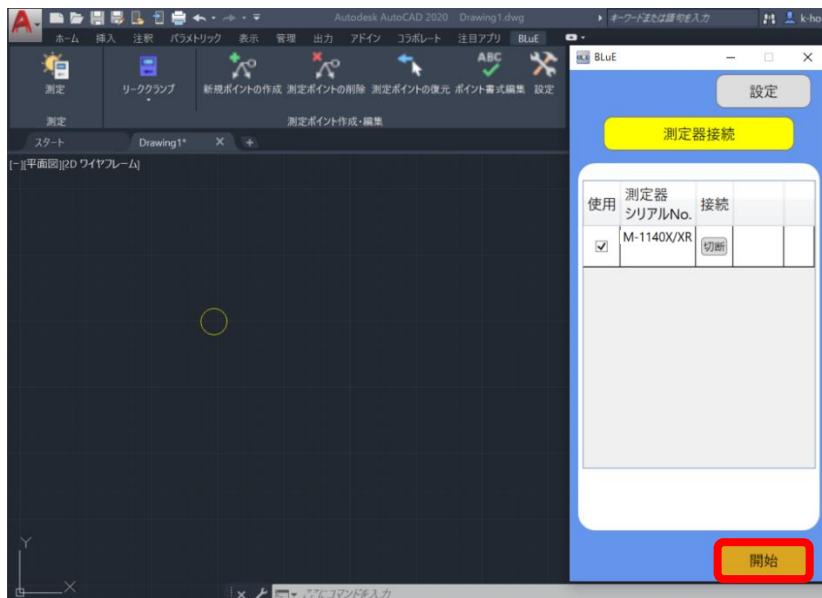 Autodesk AutoCAD 2020 Drawing1.dwg
キーワードまたは語句を入力
k-ho
ホーム 挿入 注釈 パラメトリック 表示 管理 出力 アドイン コラボレート 注目アプリ BLuE
測定 リーククランプ 新規ポイントの作成 測定ポイントの削除 測定ポイントの復元 ABC ポイント書式編集 設定
測定 測定ポイント作成・編集
スタート Drawing1*
[-][平面図][2D ワイヤフレーム]
Y
X
ここにコマンドを入力
BLuE
設定
測定器接続
使用 測定器 シリアルNo. 接続
M-1140X/XR 切断
開始